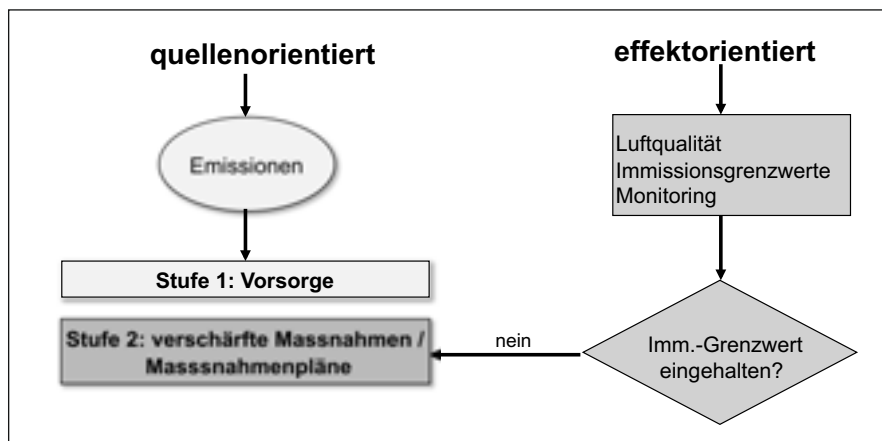 quellenorientiert
effektorientiert
Emissionen
Luftqualität
Immissionsgrenzwerte
Monitoring
Stufe 1: Vorsorge
Stufe 2: verschärfte Massnahmen /
Masssnahmenpläne
nein
Imm.-Grenzwert
eingehalten?